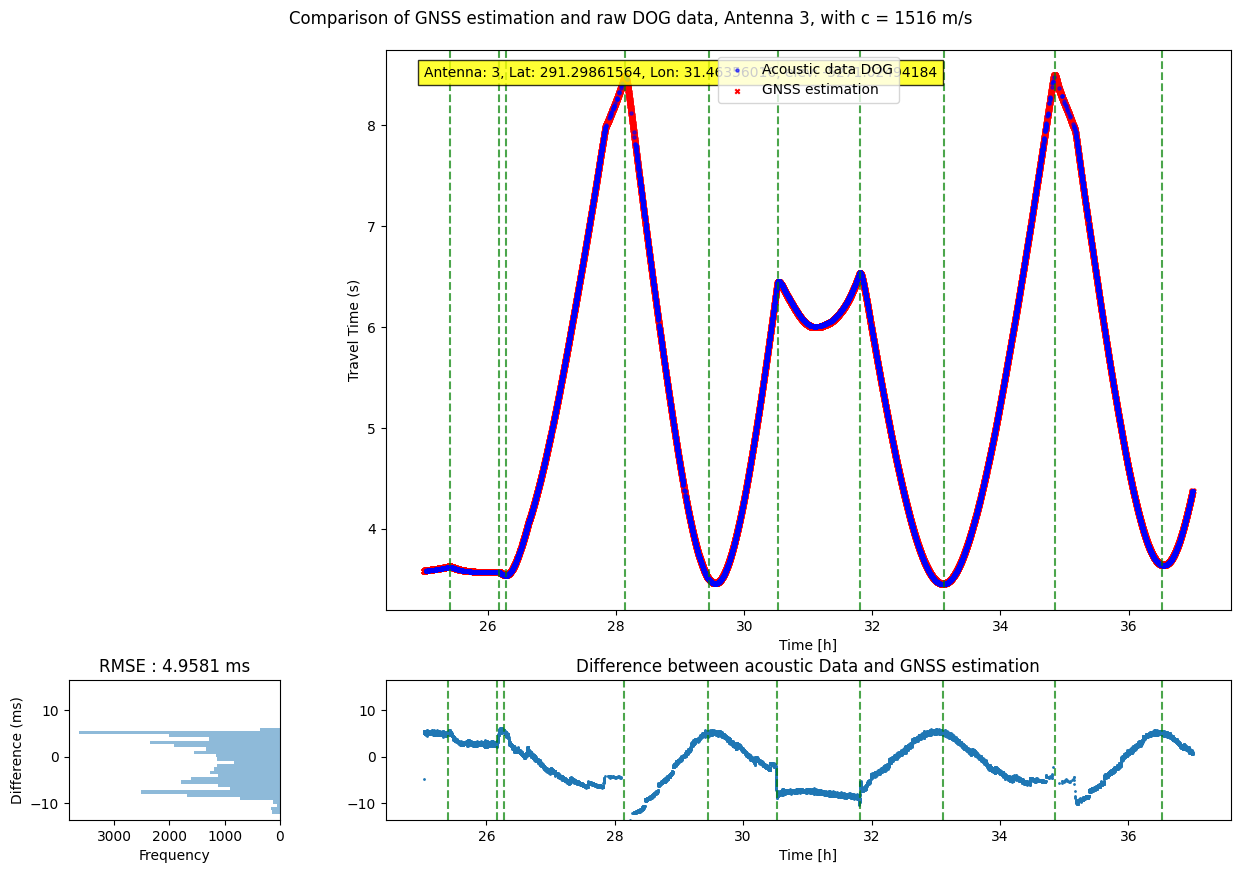 Comparison of GNSS estimation and raw DOG data, Antenna 3, with c = 1516 m/s
Antenna: 3, Lat: 291.29861564, Lon:
Acoustic data DOG
GNSS estimation
8
7
6
5
4
Travel Time (s)
26 28 30 32 34 36
Time [h]
RMSE : 4.9581 ms
10
0
−10
Difference (ms)
3000 2000 1000 0
Frequency
Difference between acoustic Data and GNSS estimation
10
0
−10
26 28 30 32 34 36
Time [h]